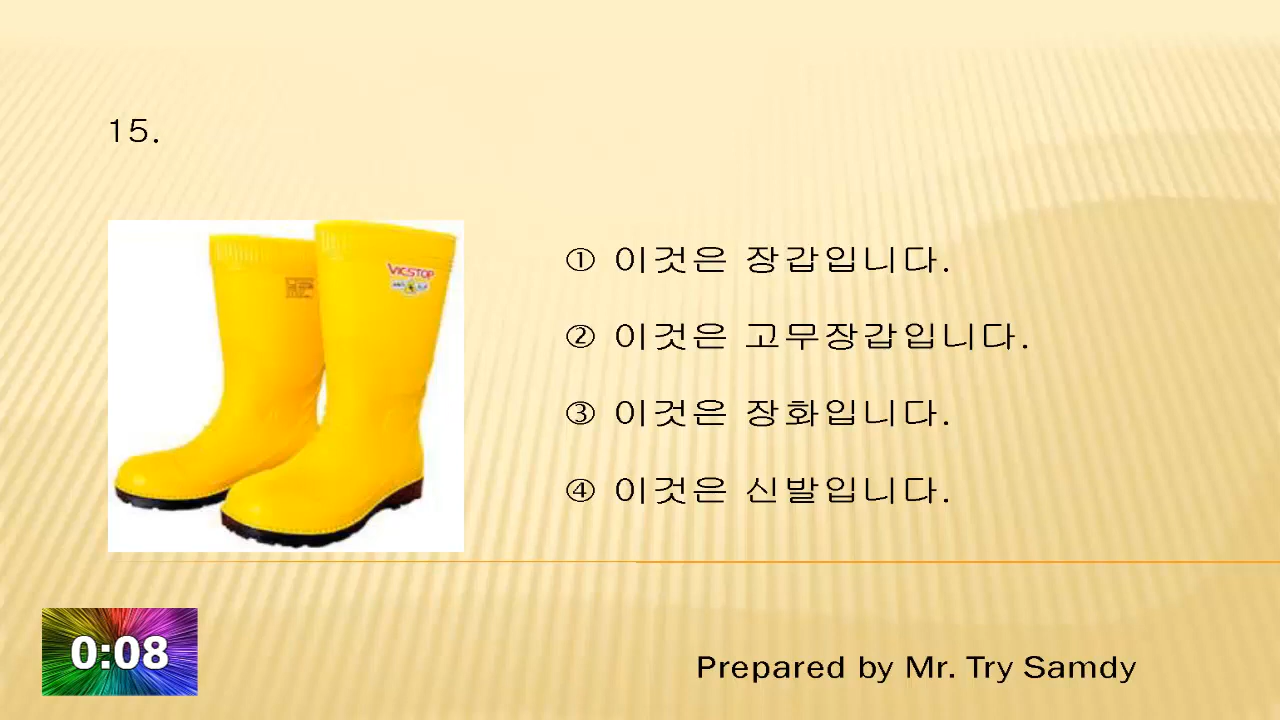 15.
VICSTOP
① 이것은 장갑입니다.
② 이것은 고무장갑입니다.
③ 이것은 장화입니다.
④ 이것은 신발입니다.
0:08
Prepared by Mr. Try Samdy